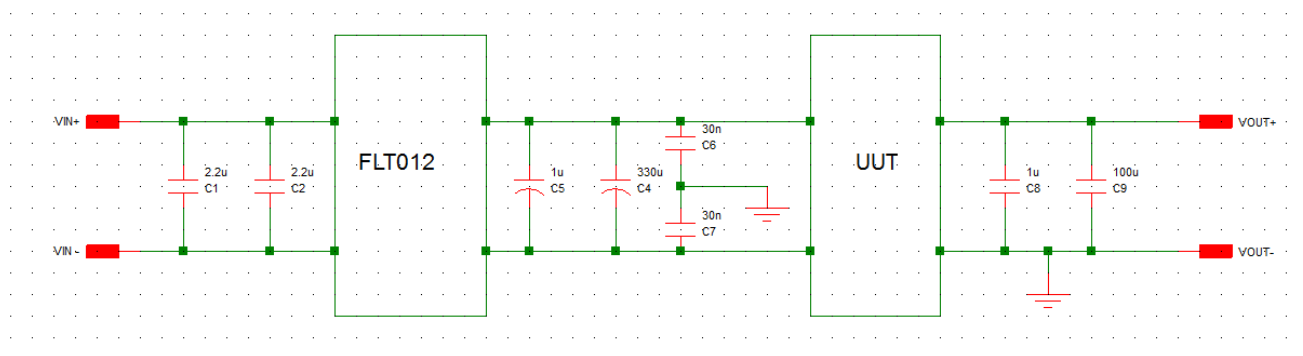 VIN+
VIN -
2.2u
C1
2.2u
C2
FLT012
1u
C5
330u
C4
30n
C6
30n
C7
UUT
1u
C8
100u
C9
VOUT+
VOUT-